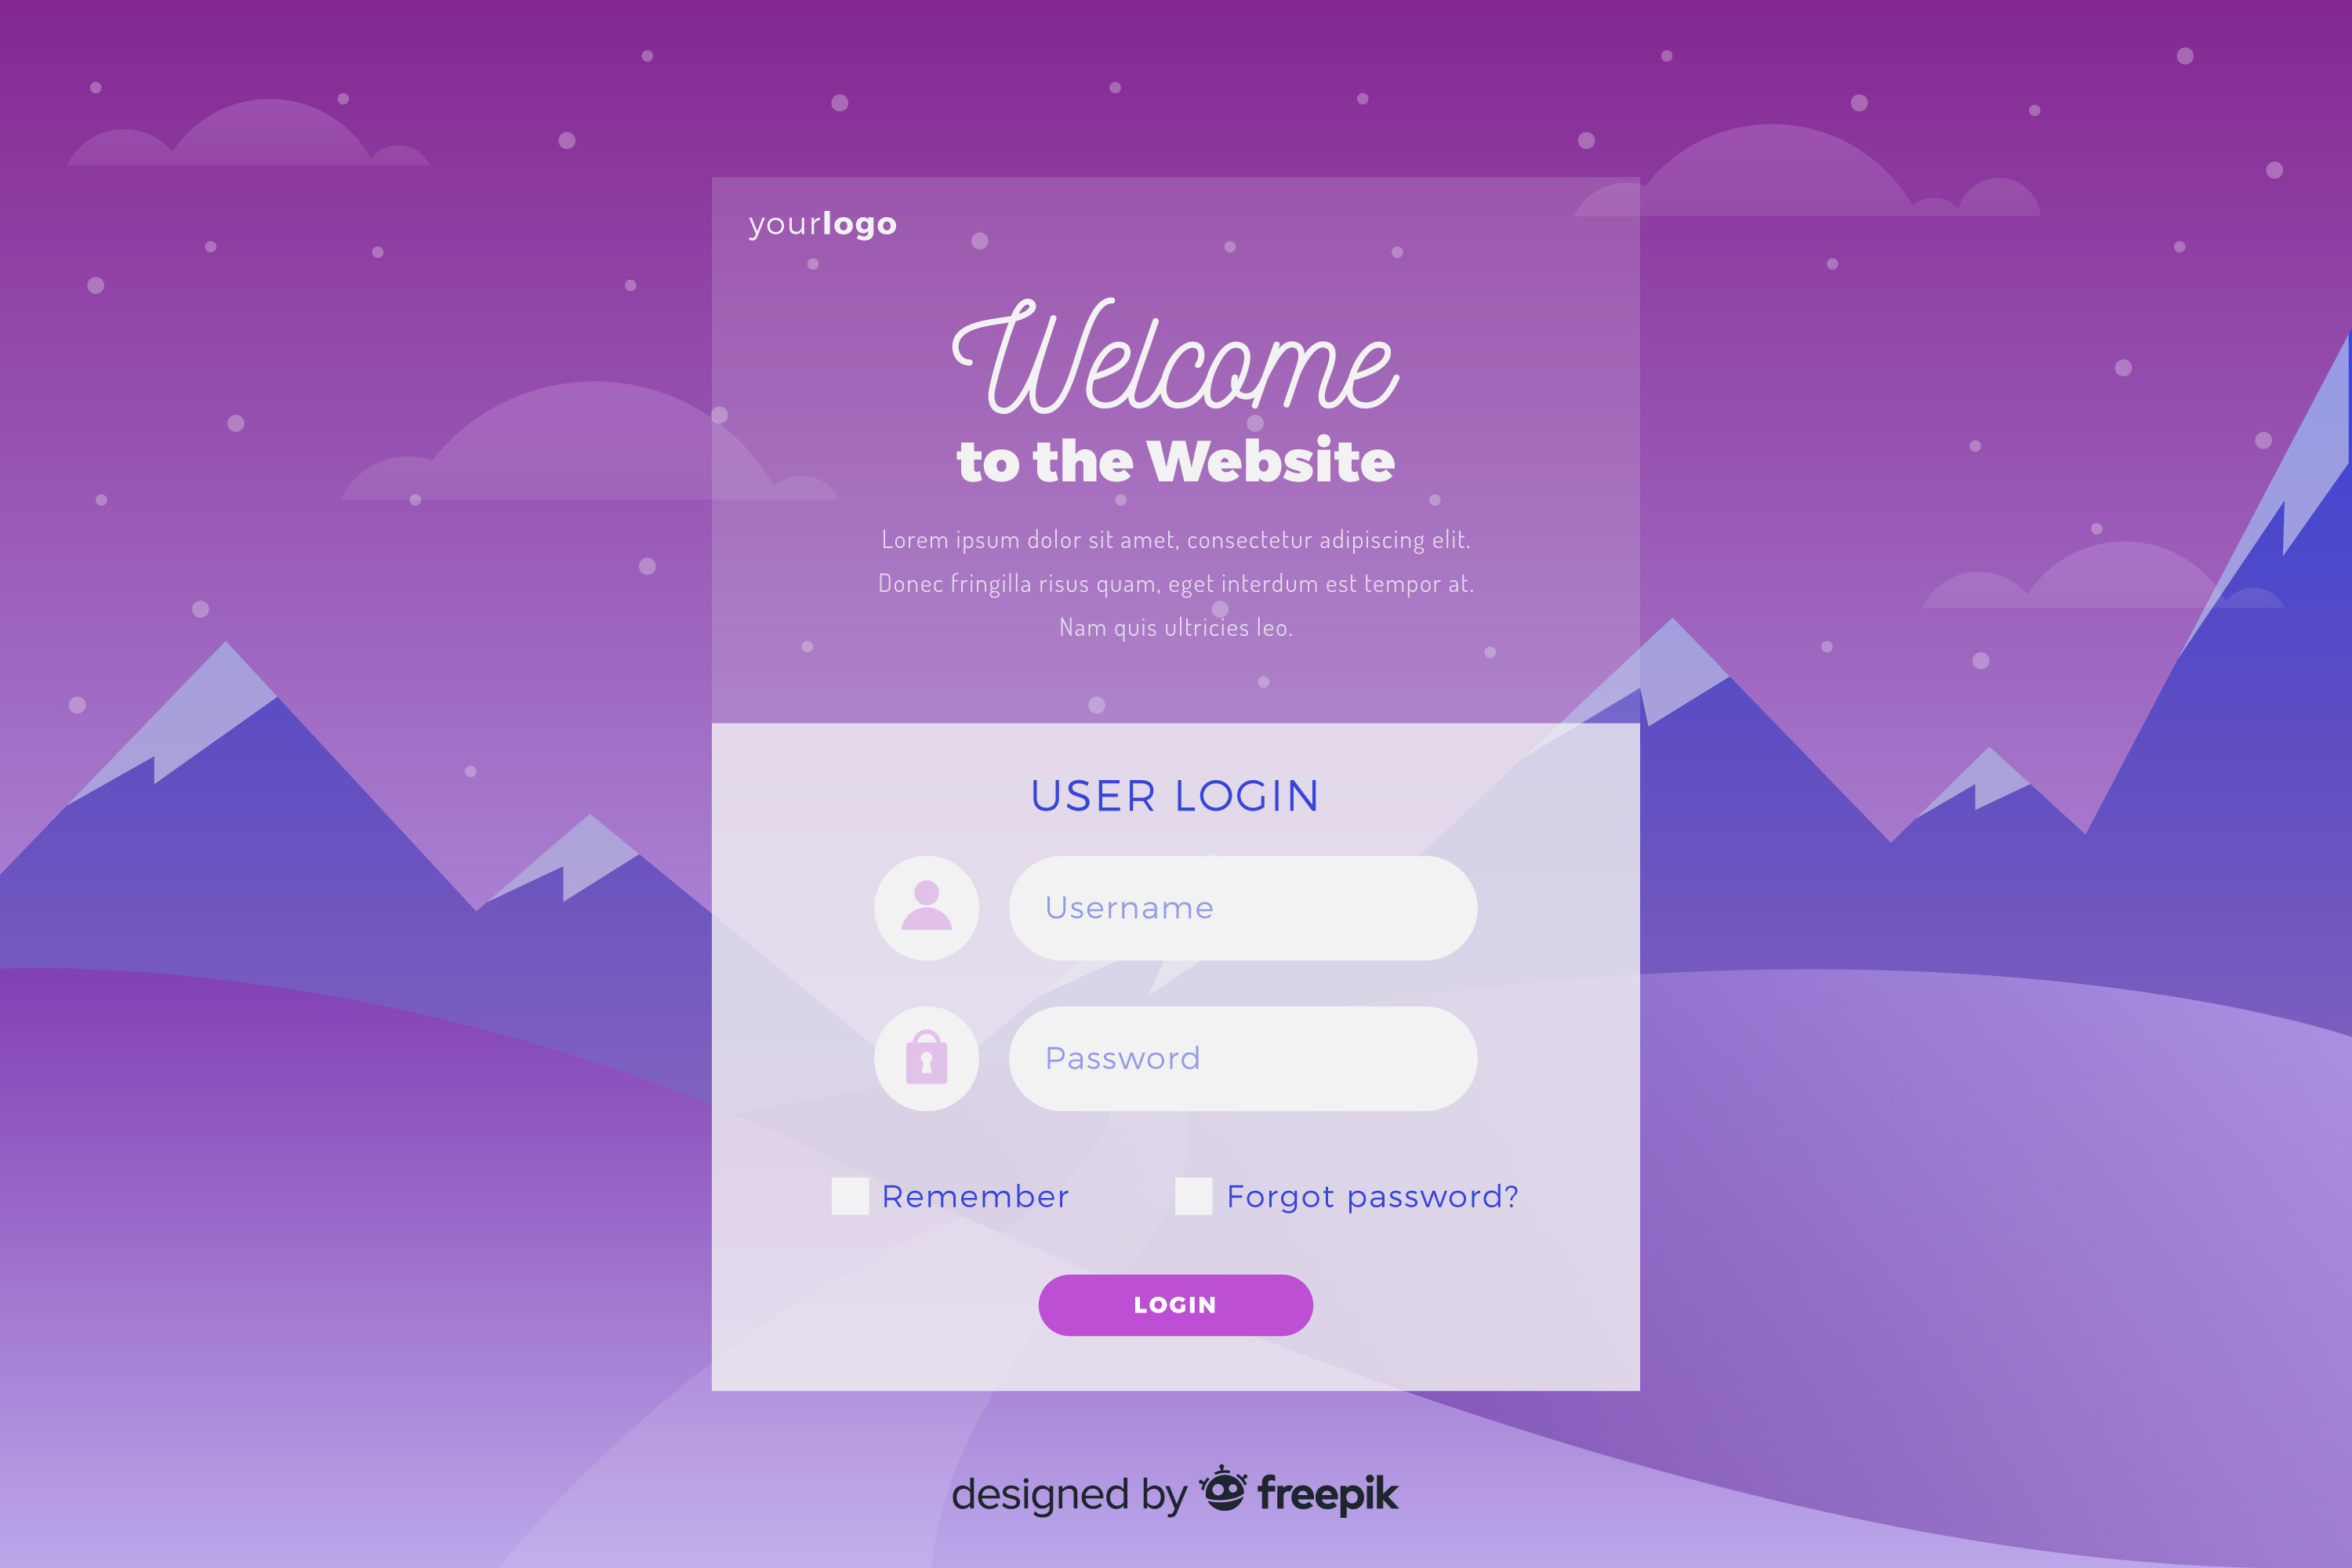 yourlogo
Welcome
to the Website
Lorem ipsum dolor sit amet, consectetur adipiscing elit.
Donec fringilla risus quam, eget interdum est tempor at.
Nam quis ultricies leo.
USER LOGIN
Username
Password
Remember
Forgot password?
LOGIN
designed by freepik